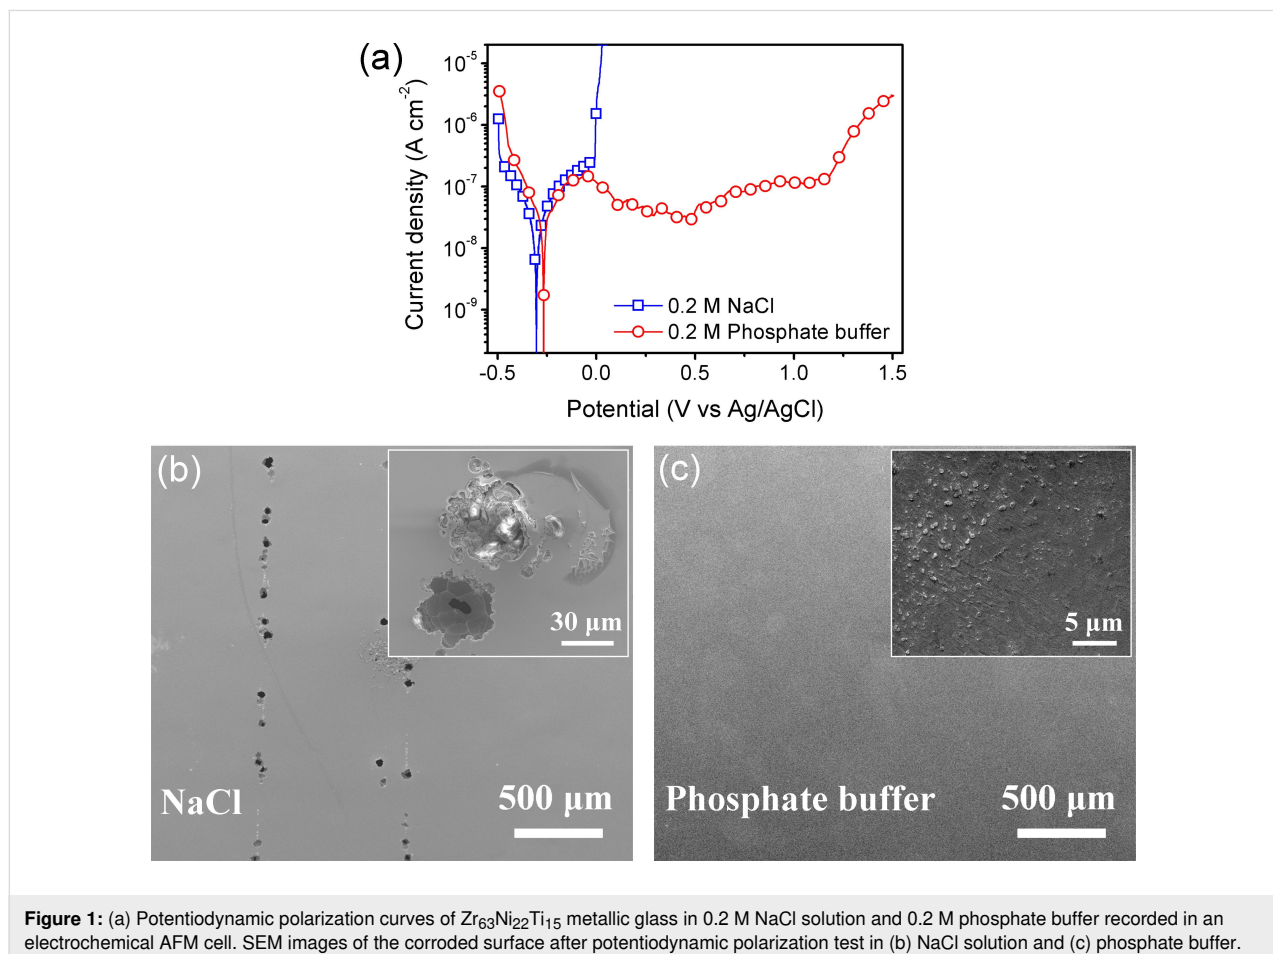 (a)
10⁻⁵
10⁻⁶
10⁻⁷
10⁻⁸
10⁻⁹
Current density (A cm⁻²)
0.2 M NaCl
0.2 M Phosphate buffer
-0.5 0.0 0.5 1.0 1.5
Potential (V vs Ag/AgCl)
(b)
30 μm
NaCl
500 μm
(c)
5 μm
Phosphate buffer
500 μm
Figure 1: (a) Potentiodynamic polarization curves of Zr₆₃Ni₂₂Ti₁₅ metallic glass in 0.2 M NaCl solution and 0.2 M phosphate buffer recorded in an
electrochemical AFM cell. SEM images of the corroded surface after potentiodynamic polarization test in (b) NaCl solution and (c) phosphate buffer.